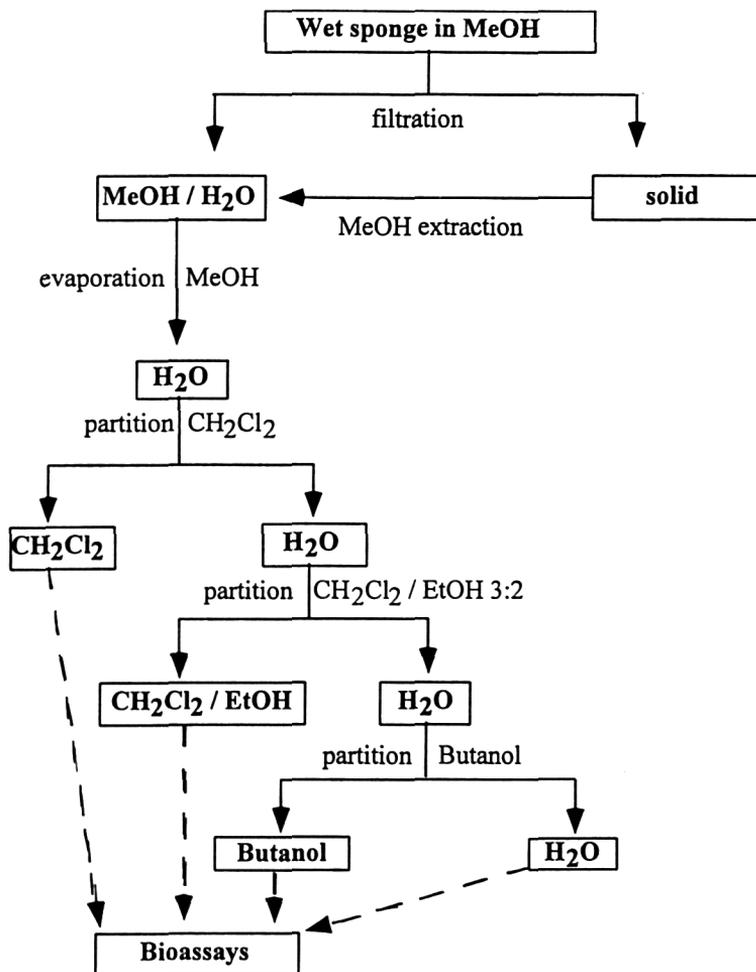 Wet sponge in MeOH
filtration
MeOH / H2O
solid
MeOH extraction
evaporation MeOH
H2O
partition CH2Cl2
CH2Cl2
H2O
partition CH2Cl2 / EtOH 3:2
CH2Cl2 / EtOH
H2O
partition Butanol
Butanol
H2O
Bioassays